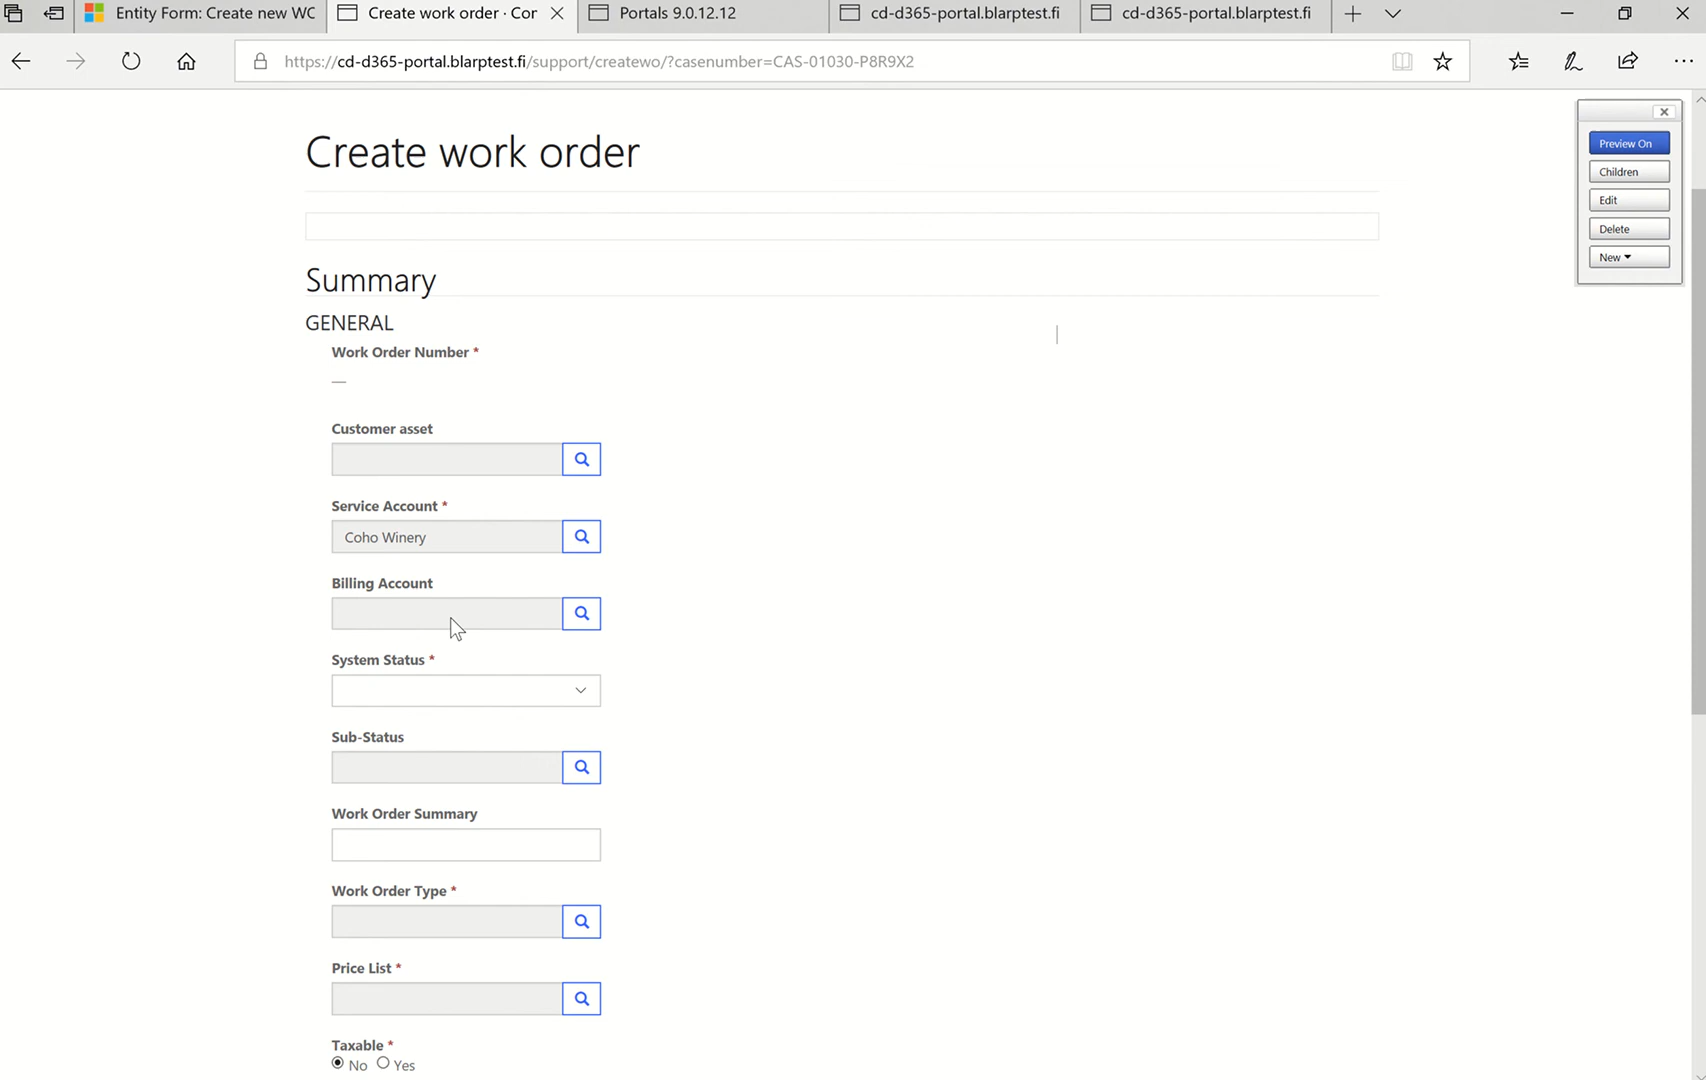 Entity Form: Create new WC
Create work order · Cor
Portals 9.0.12.12
cd-d365-portal.blarptest.fi
cd-d365-portal.blarptest.fi
https://cd-d365-portal.blarptest.fi/support/createwo/?casenumber=CAS-01030-P8R9X2
Preview On
Children
Edit
Delete
New
Create work order
Summary
GENERAL
Work Order Number *
—
Customer asset
Service Account *
Coho Winery
Billing Account
System Status *
Sub-Status
Work Order Summary
Work Order Type *
Price List *
Taxable *
No Yes